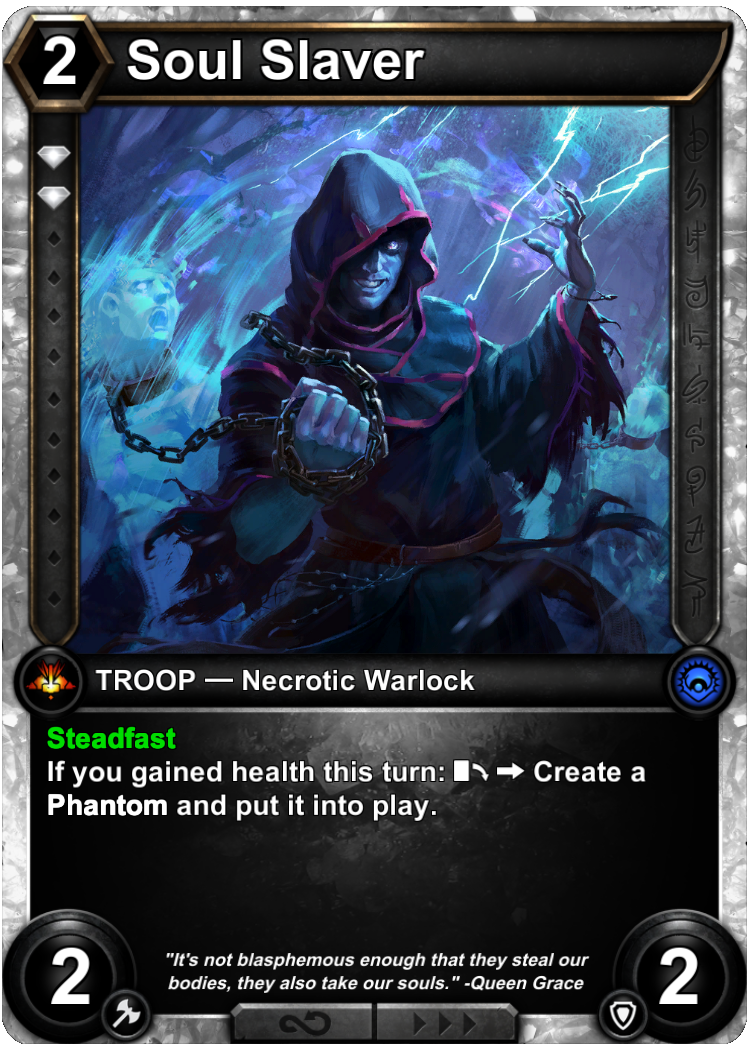 2
Soul Slaver
TROOP — Necrotic Warlock
Steadfast
If you gained health this turn: ➡ Create a
Phantom and put it into play.
"It's not blasphemous enough that they steal our
bodies, they also take our souls." -Queen Grace
2
2